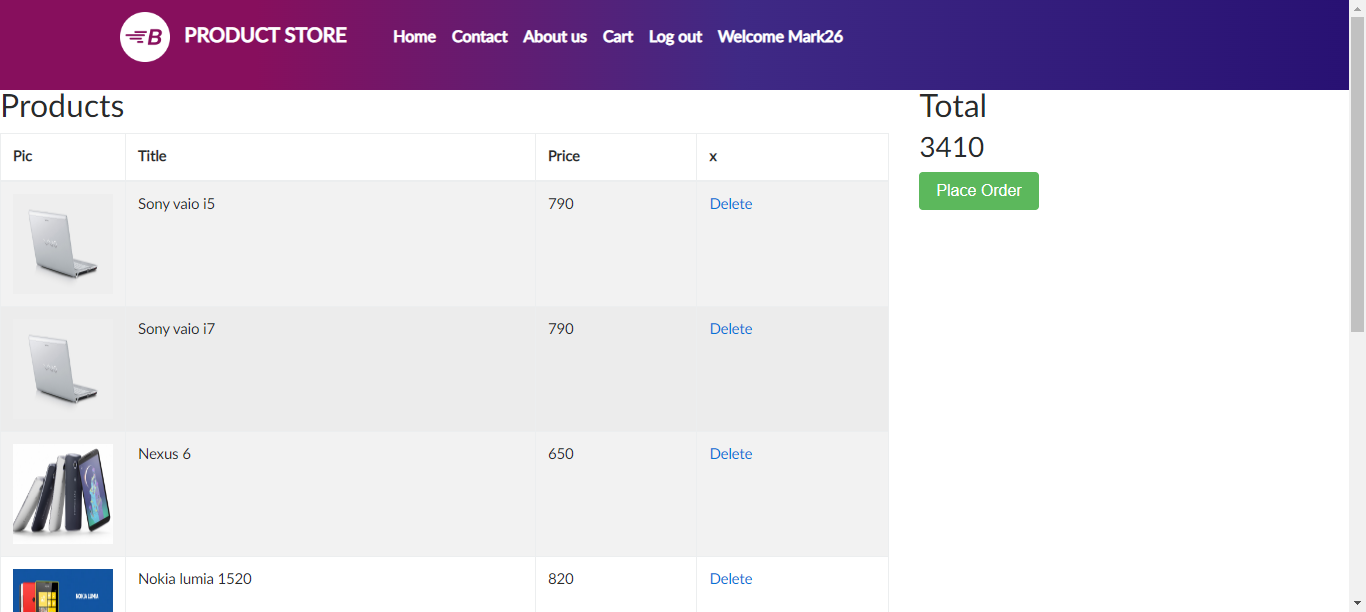 B PRODUCT STORE Home Contact About us Cart Log out Welcome Mark26
Products
Total
3410
Place Order
Pic Title Price x
Sony vaio i5 790 Delete
Sony vaio i7 790 Delete
Nexus 6 650 Delete
Nokia lumia 1520 820 Delete
NOKIA LUMIA